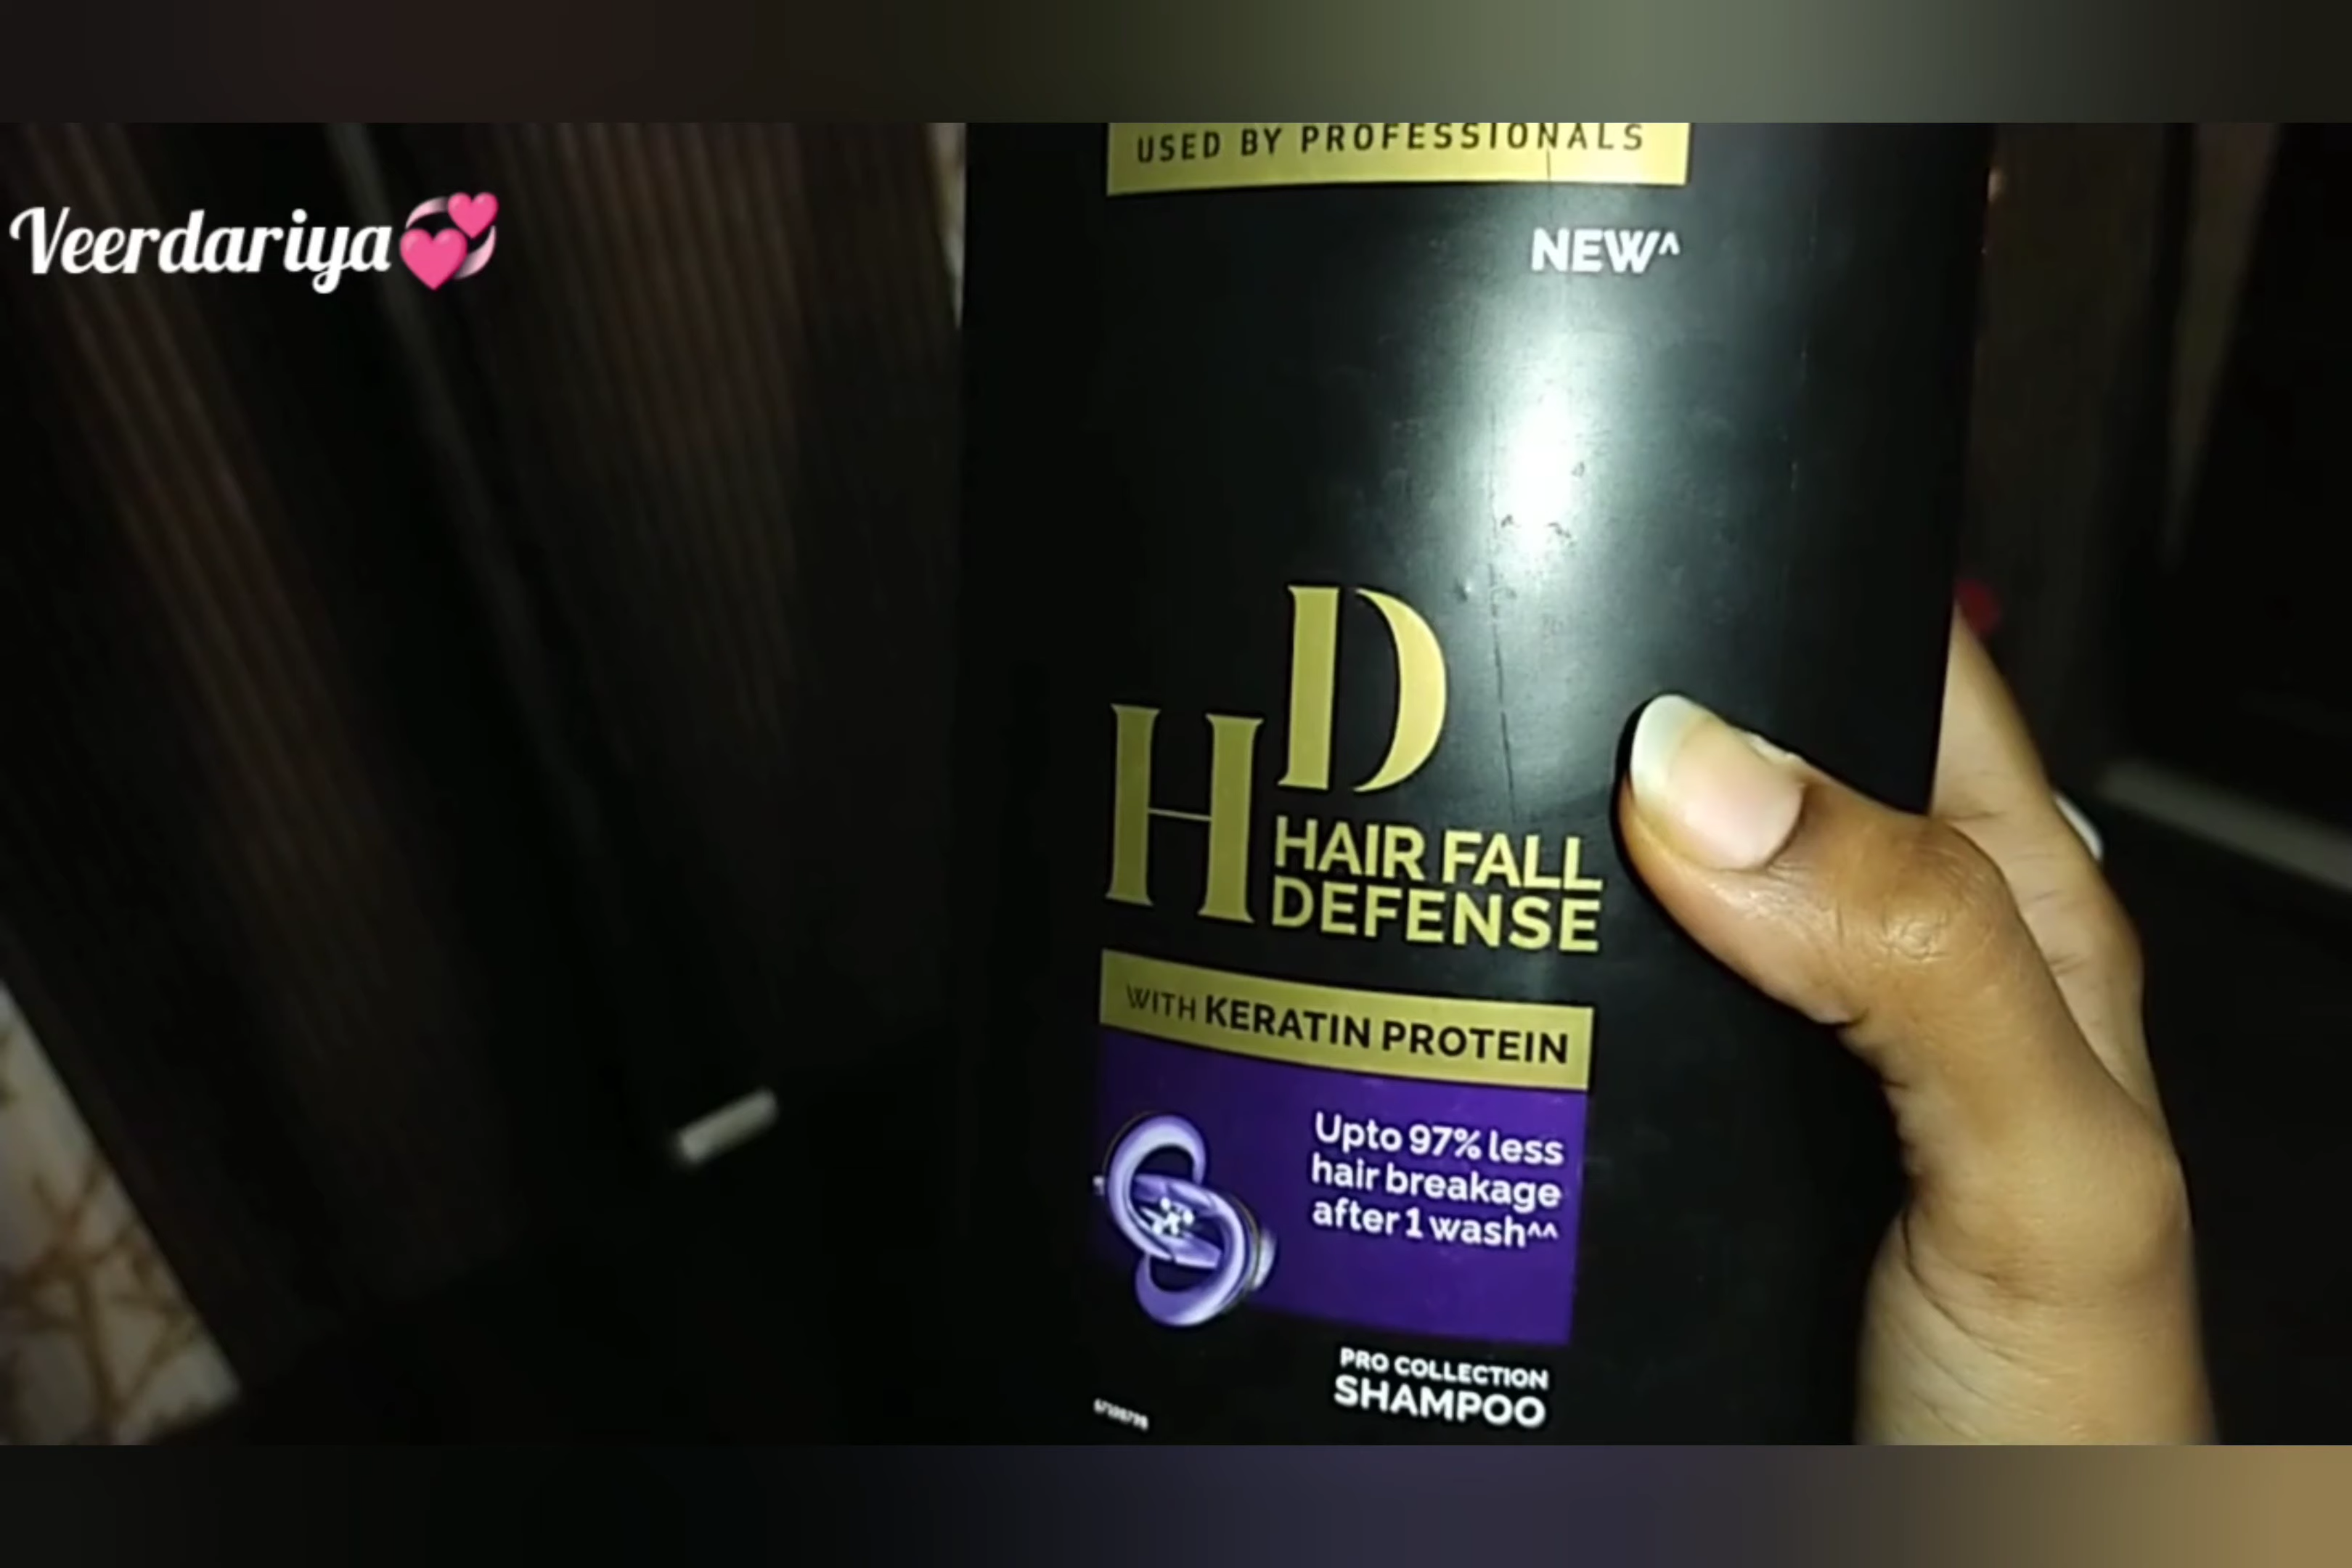 USED BY PROFESSIONALS
Veerdariya
NEW^
HD
HAIR FALL
DEFENSE
WITH KERATIN PROTEIN
Upto 97% less
hair breakage
after 1 wash^^
PRO COLLECTION
SHAMPOO